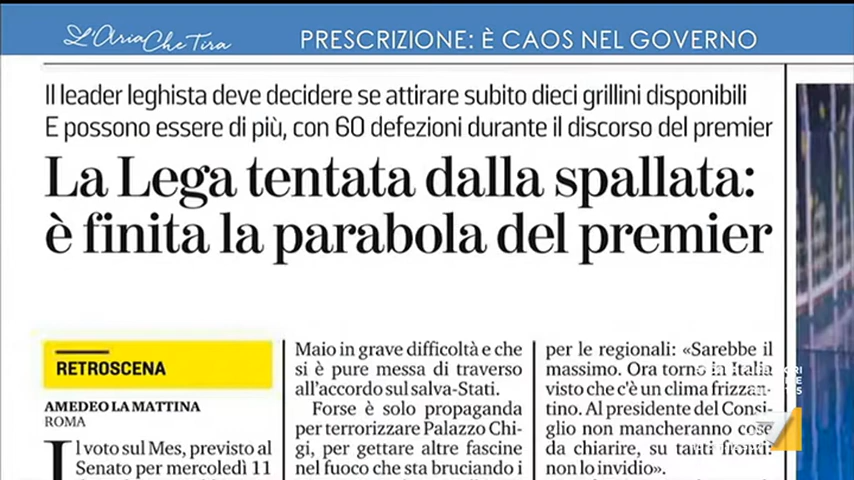 L'Aria Che Tira
PRESCRIZIONE: È CAOS NEL GOVERNO
Il leader leghista deve decidere se attirare subito dieci grillini disponibili
E possono essere di più, con 60 defezioni durante il discorso del premier
La Lega tentata dalla spallata:
è finita la parabola del premier
RETROSCENA
AMEDEO LA MATTINA
ROMA
Il voto sul Mes, previsto al
Senato per mercoledì 11
Maio in grave difficoltà e che
si è pure messa di traverso
all'accordo sul salva-Stati.
Forse è solo propaganda
per terrorizzare Palazzo Chi-
gi, per gettare altre fascine
nel fuoco che sta bruciando i
per le regionali: «Sarebbe il
massimo. Ora torno in Italia
visto che c'è un clima frizzan-
tino. Al presidente del Consi-
glio non mancheranno cose
da chiarire, su tanti fronti:
non lo invidio».